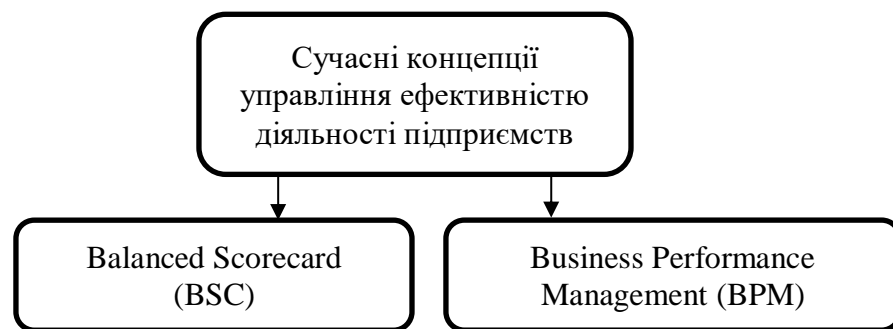 Сучасні концепції
управління ефективністю
діяльності підприємств
Balanced Scorecard
(BSC)
Business Performance
Management (BPM)